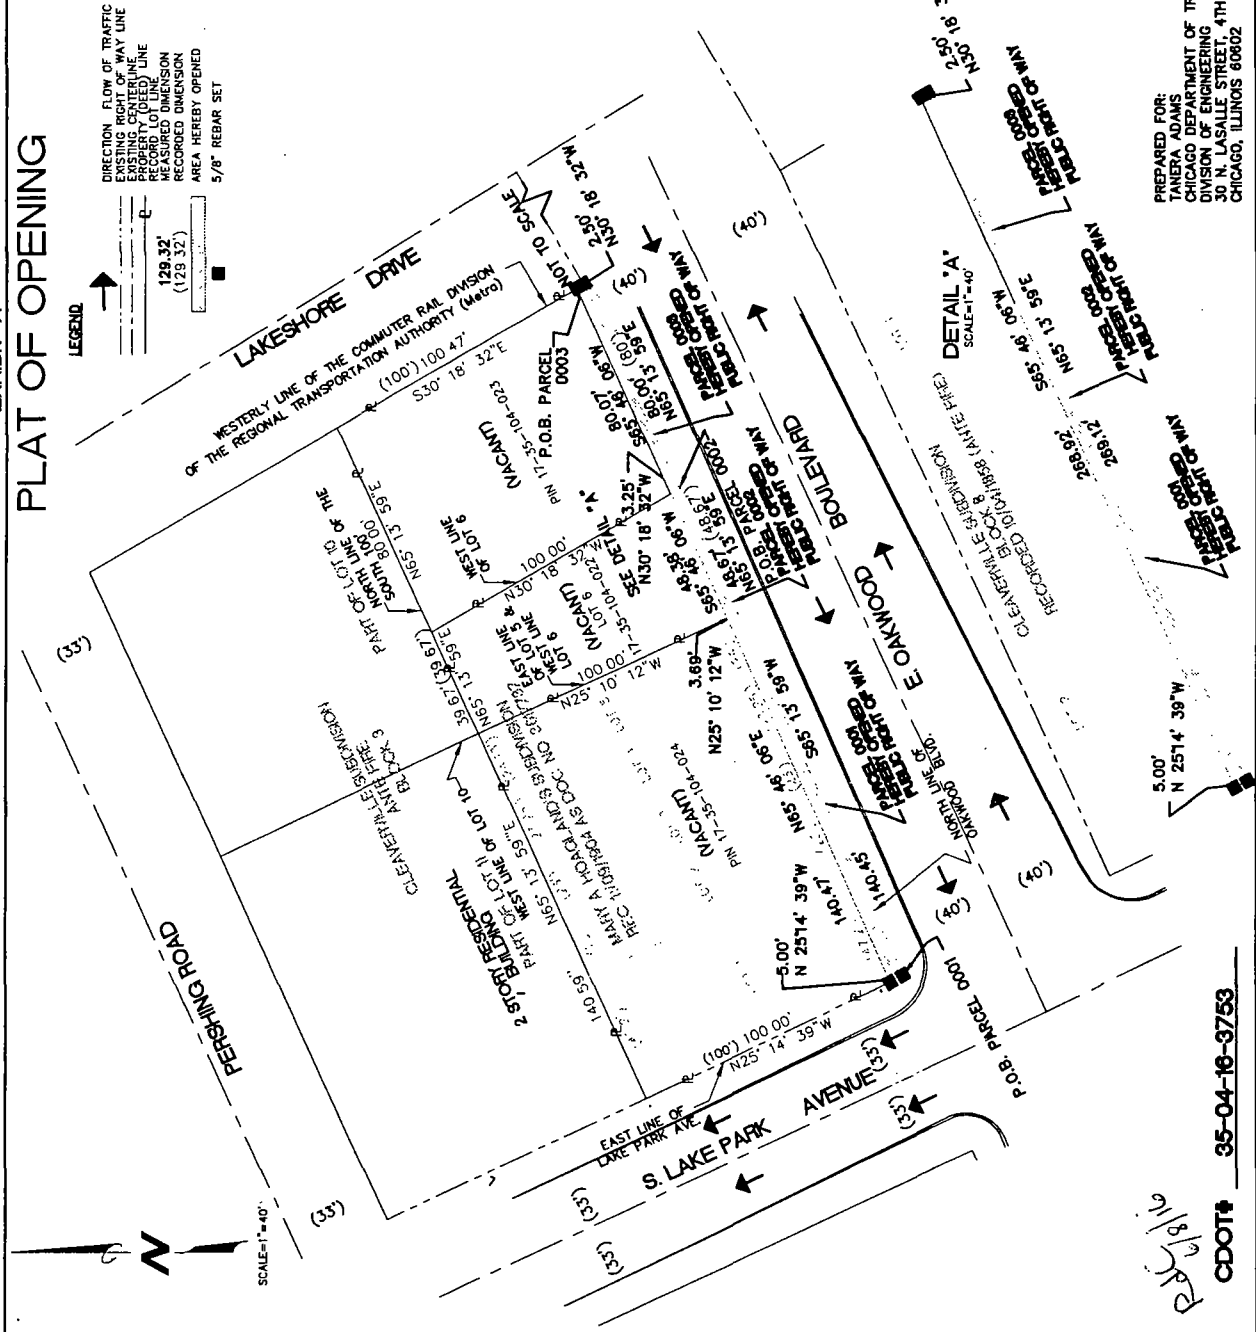 PLAT OF OPENING
LEGEND
DIRECTION FLOW OF TRAFFIC
EXISTING RIGHT OF WAY LINE
EXISTING CENTERLINE
PROPERTY (DEED) LINE
RECORD LOT LINE
129.32' MEASURED DIMENSION
(129 32') RECORDED DIMENSION
AREA HEREBY OPENED
5/8" REBAR SET
LAKESHORE DRIVE
WESTERLY LINE OF THE COMMUTER RAIL DIVISION
OF THE REGIONAL TRANSPORTATION AUTHORITY (Metra)
(100') 100 47'
S30° 18' 32"E
NOT TO SCALE
2.50'
N30° 18' 32"W
(33')
PERSHING ROAD
(33')
N
SCALE=1"=40'
PART OF LOT 10
NORTH LINE OF THE
SOUTH 100'
80 00'
N65° 13' 59"E
(VACANT)
PIN 17-35-104-023
P.O.B. PARCEL
0003
WEST LINE
OF LOT 6
100 00'
N30° 18' 32"W
SEE DETAIL "A"
3.25'
N30° 18' 32"W
80.07'
S65° 46' 06"W
80.00' (80')
N65° 13' 59"E
PARCEL 0003
HEREBY OPENED
PUBLIC RIGHT OF WAY
(40')
(40')
CLEAVERVILLE SUBDIVISION
ANTE FIRE
BLOCK 3
39 67' (39 67')
N65° 13' 59"E
EAST LINE OF LOT 5 &
WEST LINE
OF LOT 6
LOT 6
(VACANT)
17-35-104-022
100 00'
N25° 10' 12"W
3.69'
N25° 10' 12"W
S65° 46' 06"W
48.67' (48.67')
N65° 13' 59"E
P.O.B. PARCEL 0002
PARCEL 0002
HEREBY OPENED
PUBLIC RIGHT OF WAY
2 STORY RESIDENTIAL
BUILDING
WEST LINE OF LOT 10
PART OF LOT 11
N65° 13' 59"E
140 59'
MARY A HOAGLAND'S SUBDIVISION
REC 11/09/1904 AS DOC NO
(VACANT)
PIN 17-35-104-024
N65° 46' 06"E
S65° 13' 59"W
140.47'
140.45'
5.00'
N 25°14' 39"W
PARCEL 0001
HEREBY OPENED
PUBLIC RIGHT OF WAY
NORTH LINE OF
OAKWOOD BLVD.
E. OAKWOOD BOULEVARD
(40')
(40')
(100') 100 00'
N25° 14' 39"W
EAST LINE OF
LAKE PARK AVE.
S. LAKE PARK AVENUE
(33')
(33')
(33')
(33')
P.O.B. PARCEL 0001
CLEAVERVILLE SUBDIVISION
BLOCK 8
RECORDED 10/04/1858 (ANTE FIRE)
DETAIL "A"
SCALE=1"=40'
2.50'
N30° 18'
PARCEL 0003
HEREBY OPENED
PUBLIC RIGHT OF WAY
S65° 46' 06"W
N65° 13' 59"E
PARCEL 0002
HEREBY OPENED
PUBLIC RIGHT OF WAY
268.92'
269.12'
PARCEL 0001
HEREBY OPENED
PUBLIC RIGHT OF WAY
5.00'
N 25°14' 39"W
PREPARED FOR:
TANERA ADAMS
CHICAGO DEPARTMENT OF
DIVISION OF ENGINEERING
30 N. LASALLE STREET, 4TH
CHICAGO, ILLINOIS 60602
CDOT# 35-04-16-3753